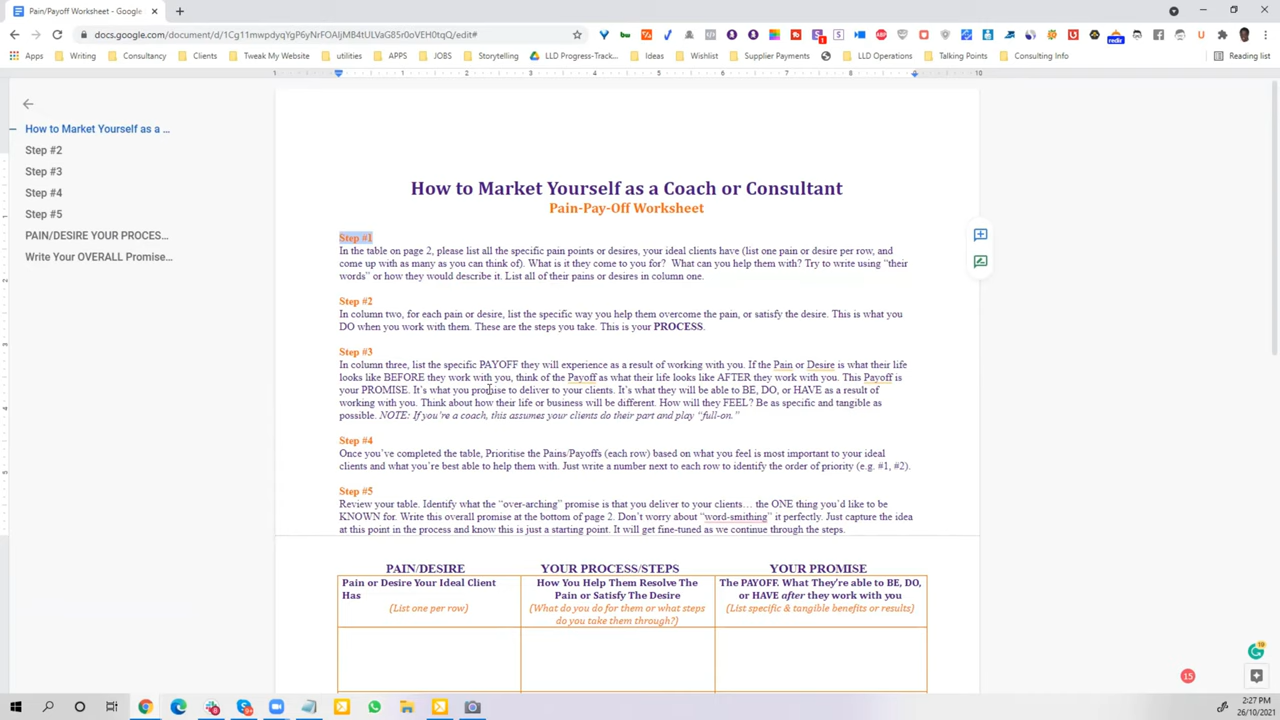 Pain/Payoff Worksheet - Google
docs.google.com/document/d/1Cg11mwpdyqYgP6yNrFOAIjMB4tULVaG85r0oVEH0tqQ/edit#
Apps Writing Consultancy Clients Tweak My Website utilities APPS JOBS Storytelling LLD Progress-Track... Ideas Wishlist Supplier Payments LLD Operations Talking Points Consulting Info Reading list
How to Market Yourself as a ...
Step #2
Step #3
Step #4
Step #5
PAIN/DESIRE YOUR PROCES...
Write Your OVERALL Promise...
How to Market Yourself as a Coach or Consultant
Pain-Pay-Off Worksheet
Step #1
In the table on page 2, please list all the specific pain points or desires, your ideal clients have (list one pain or desire per row, and
come up with as many as you can think of). What is it they come to you for? What can you help them with? Try to write using “their
words” or how they would describe it. List all of their pains or desires in column one.
Step #2
In column two, for each pain or desire, list the specific way you help them overcome the pain, or satisfy the desire. This is what you
DO when you work with them. These are the steps you take. This is your PROCESS.
Step #3
In column three, list the specific PAYOFF they will experience as a result of working with you. If the Pain or Desire is what their life
looks like BEFORE they work with you, think of the Payoff as what their life looks like AFTER they work with you. This Payoff is
your PROMISE. It’s what you promise to deliver to your clients. It’s what they will be able to BE, DO, or HAVE as a result of
working with you. Think about how their life or business will be different. How will they FEEL? Be as specific and tangible as
possible. NOTE: If you’re a coach, this assumes your clients do their part and play “full-on.”
Step #4
Once you’ve completed the table, Prioritise the Pains/Payoffs (each row) based on what you feel is most important to your ideal
clients and what you’re best able to help them with. Just write a number next to each row to identify the order of priority (e.g. #1, #2).
Step #5
Review your table. Identify what the “over-arching” promise is that you deliver to your clients… the ONE thing you’d like to be
KNOWN for. Write this overall promise at the bottom of page 2. Don’t worry about “word-smithing” it perfectly. Just capture the idea
at this point in the process and know this is just a starting point. It will get fine-tuned as we continue through the steps.
PAIN/DESIRE YOUR PROCESS/STEPS YOUR PROMISE
Pain or Desire Your Ideal Client
Has
(List one per row)
How You Help Them Resolve The
Pain or Satisfy The Desire
(What do you do for them or what steps
do you take them through?)
The PAYOFF. What They’re able to BE, DO,
or HAVE after they work with you
(List specific & tangible benefits or results)
15
2:27 PM
26/10/2021